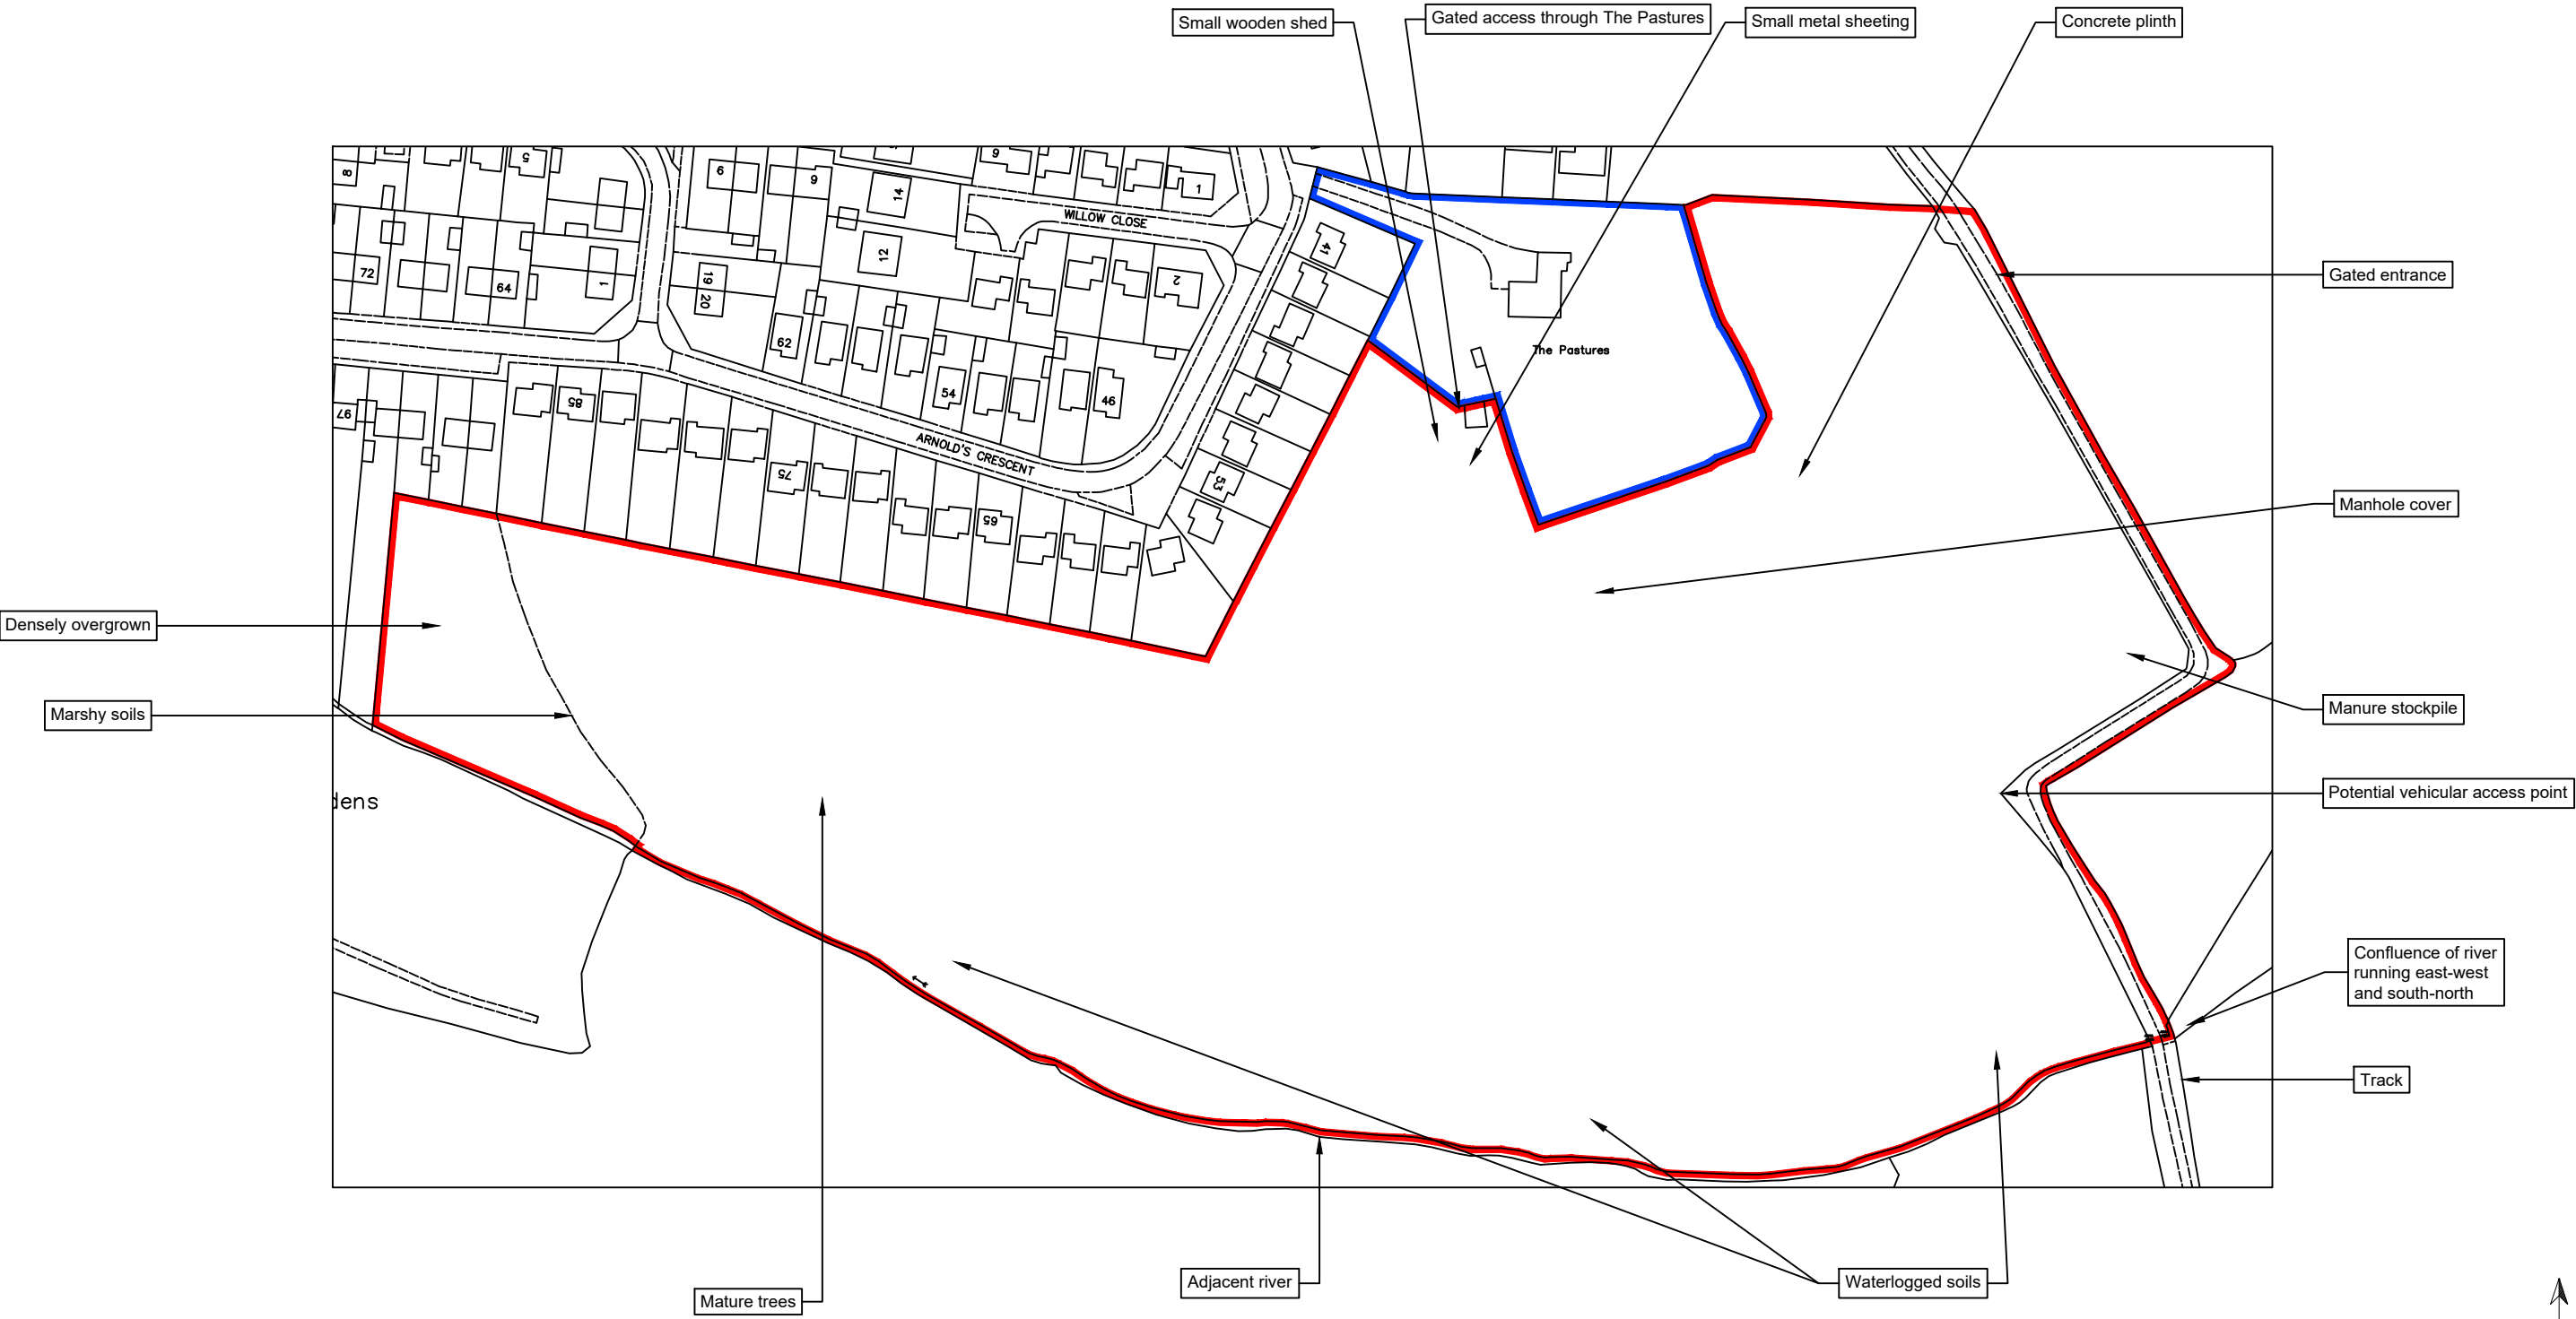 Small wooden shed
Gated access through The Pastures
Small metal sheeting
Concrete plinth
8
5
6
9
14
9
1
WILLOW CLOSE
41
72
64
1
19
20
12
2
Gated entrance
62
The Pastures
97
85
54
46
ARNOLD'S CRESCENT
75
53
65
Manhole cover
Densely overgrown
Marshy soils
Manure stockpile
dens
Potential vehicular access point
Confluence of river
running east-west
and south-north
Track
Adjacent river
Waterlogged soils
Mature trees